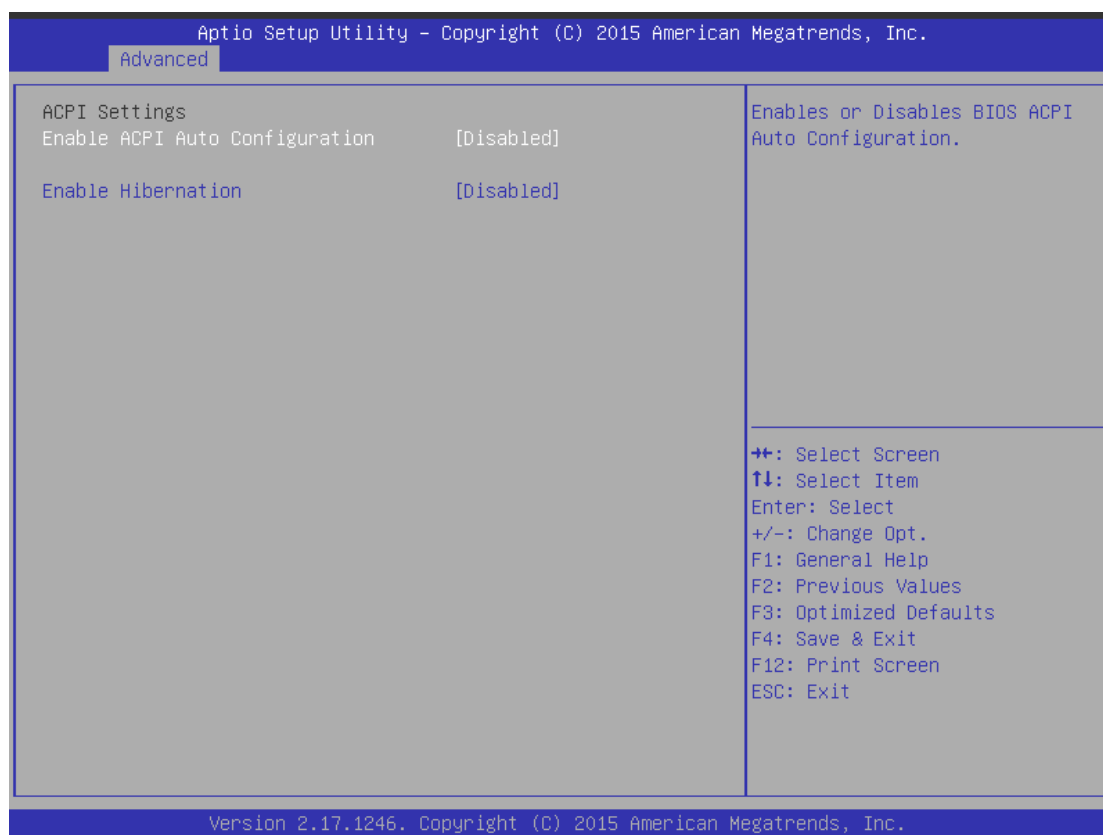 Aptio Setup Utility – Copyright (C) 2015 American Megatrends, Inc.
Advanced
ACPI Settings
Enable ACPI Auto Configuration [Disabled]
Enable Hibernation [Disabled]
Enables or Disables BIOS ACPI
Auto Configuration.
→←: Select Screen
↑↓: Select Item
Enter: Select
+/-: Change Opt.
F1: General Help
F2: Previous Values
F3: Optimized Defaults
F4: Save & Exit
F12: Print Screen
ESC: Exit
Version 2.17.1246. Copyright (C) 2015 American Megatrends, Inc.